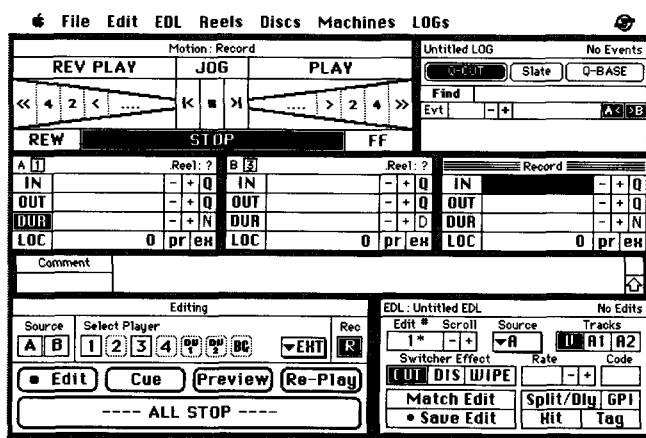 File Edit EDL Reels Discs Machines LOGs
Motion: Record
REV PLAY JOG PLAY
<< 4 2 < .... K ■ >| .... > 2 4 >>
REW STOP FF
Untitled LOG No Events
Q-CUT Slate Q-BASE
Find
Evt - + A< >B
A 1 .Reel: ?
IN - + Q
OUT - + Q
DUR - + N
LOC 0 pr ex
B 3 .Reel: ?
IN - + Q
OUT - + Q
DUR - + D
LOC 0 pr ex
Record
IN - + Q
OUT - + Q
DUR - + N
LOC 0 pr ex
Comment
Editing
Source Select Player Rec
A B 1 2 3 4 DU 1 DU 2 BG ▾EXT R
● Edit Cue Preview Re-Play
---- ALL STOP ----
EDL: Untitled EDL No Edits
Edit # Scroll Source Tracks
1* - + ▾A V A1 A2
Switcher Effect Rate Code
CUT DIS WIPE - +
Match Edit Split/Dly GPI
• Save Edit Hit Tag